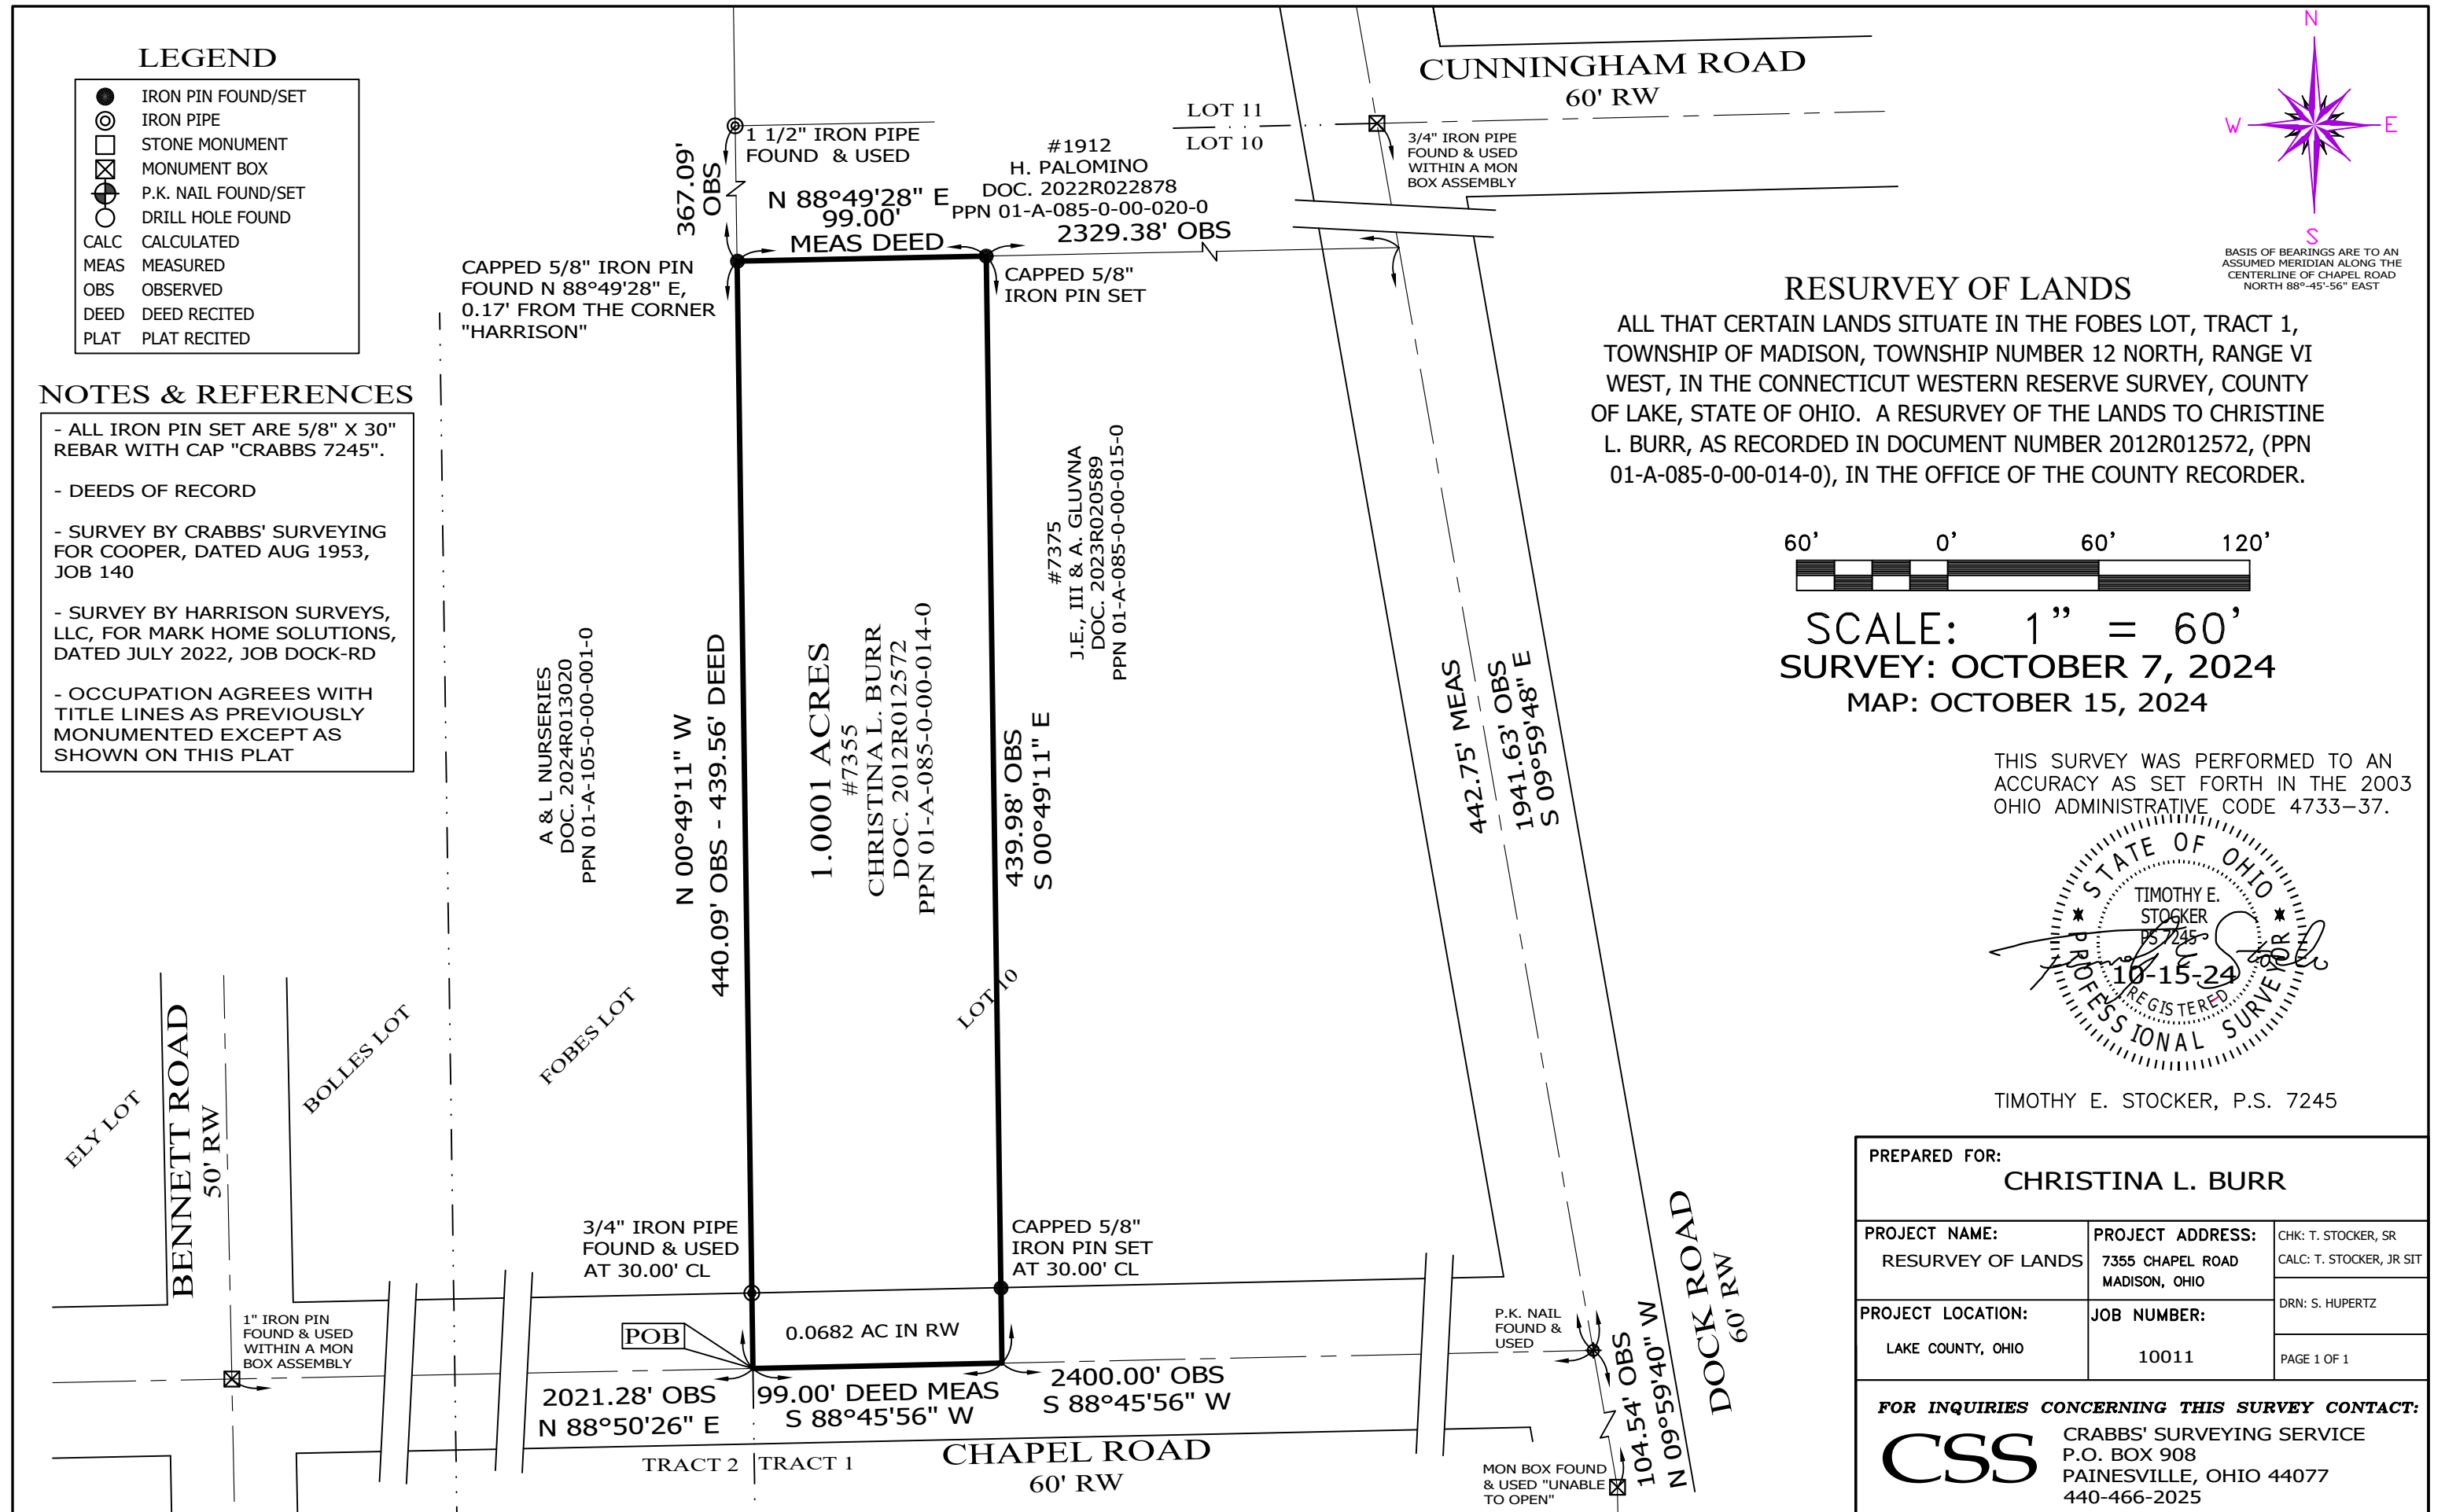 LEGEND
IRON PIN FOUND/SET
IRON PIPE
STONE MONUMENT
MONUMENT BOX
P.K. NAIL FOUND/SET
DRILL HOLE FOUND
CALC CALCULATED
MEAS MEASURED
OBS OBSERVED
DEED DEED RECITED
PLAT PLAT RECITED
NOTES & REFERENCES
- ALL IRON PIN SET ARE 5/8" X 30"
REBAR WITH CAP "CRABBS 7245".
- DEEDS OF RECORD
- SURVEY BY CRABBS' SURVEYING
FOR COOPER, DATED AUG 1953,
JOB 140
- SURVEY BY HARRISON SURVEYS,
LLC, FOR MARK HOME SOLUTIONS,
DATED JULY 2022, JOB DOCK-RD
- OCCUPATION AGREES WITH
TITLE LINES AS PREVIOUSLY
MONUMENTED EXCEPT AS
SHOWN ON THIS PLAT
367.09'
OBS
1 1/2" IRON PIPE
FOUND & USED
N 88°49'28" E
99.00'
MEAS DEED
#1912
H. PALOMINO
DOC. 2022R022878
PPN 01-A-085-0-00-020-0
2329.38' OBS
LOT 11
LOT 10
CUNNINGHAM ROAD
60' RW
3/4" IRON PIPE
FOUND & USED
WITHIN A MON
BOX ASSEMBLY
CAPPED 5/8" IRON PIN
FOUND N 88°49'28" E,
0.17' FROM THE CORNER
"HARRISON"
CAPPED 5/8"
IRON PIN SET
N
W
E
S
BASIS OF BEARINGS ARE TO AN
ASSUMED MERIDIAN ALONG THE
CENTERLINE OF CHAPEL ROAD
NORTH 88°-45'-56" EAST
RESURVEY OF LANDS
ALL THAT CERTAIN LANDS SITUATE IN THE FOBES LOT, TRACT 1,
TOWNSHIP OF MADISON, TOWNSHIP NUMBER 12 NORTH, RANGE VI
WEST, IN THE CONNECTICUT WESTERN RESERVE SURVEY, COUNTY
OF LAKE, STATE OF OHIO. A RESURVEY OF THE LANDS TO CHRISTINE
L. BURR, AS RECORDED IN DOCUMENT NUMBER 2012R012572, (PPN
01-A-085-0-00-014-0), IN THE OFFICE OF THE COUNTY RECORDER.
60' 0' 60' 120'
SCALE: 1" = 60'
SURVEY: OCTOBER 7, 2024
MAP: OCTOBER 15, 2024
A & L NURSERIES
DOC. 2024R013020
PPN 01-A-105-0-00-001-0
N 00°49'11" W
440.09' OBS - 439.56' DEED
1.0001 ACRES
#7355
CHRISTINA L. BURR
DOC. 2012R012572
PPN 01-A-085-0-00-014-0
439.98' OBS
S 00°49'11" E
#7375
J.E., III & A. GLUVNA
DOC. 2023R020589
PPN 01-A-085-0-00-015-0
442.75' MEAS
1941.63' OBS
S 09°59'48" E
THIS SURVEY WAS PERFORMED TO AN
ACCURACY AS SET FORTH IN THE 2003
OHIO ADMINISTRATIVE CODE 4733-37.
STATE OF OHIO
TIMOTHY E.
STOCKER
PS 7245
10-15-24
REGISTERED
PROFESSIONAL SURVEYOR
TIMOTHY E. STOCKER, P.S. 7245
ELY LOT
BENNETT ROAD
50' RW
BOLLES LOT
FOBES LOT
LOT 10
3/4" IRON PIPE
FOUND & USED
AT 30.00' CL
CAPPED 5/8"
IRON PIN SET
AT 30.00' CL
1" IRON PIN
FOUND & USED
WITHIN A MON
BOX ASSEMBLY
POB
0.0682 AC IN RW
2021.28' OBS
N 88°50'26" E
99.00' DEED MEAS
S 88°45'56" W
2400.00' OBS
S 88°45'56" W
TRACT 2
TRACT 1
CHAPEL ROAD
60' RW
P.K. NAIL
FOUND &
USED
104.54' OBS
N 09°59'40" W
DOCK ROAD
60' RW
MON BOX FOUND
& USED "UNABLE
TO OPEN"
PREPARED FOR:
CHRISTINA L. BURR
PROJECT NAME:
RESURVEY OF LANDS
PROJECT ADDRESS:
7355 CHAPEL ROAD
MADISON, OHIO
CHK: T. STOCKER, SR
CALC: T. STOCKER, JR SIT
PROJECT LOCATION:
LAKE COUNTY, OHIO
JOB NUMBER:
10011
DRN: S. HUPERTZ
PAGE 1 OF 1
FOR INQUIRIES CONCERNING THIS SURVEY CONTACT:
CSS
CRABBS' SURVEYING SERVICE
P.O. BOX 908
PAINESVILLE, OHIO 44077
440-466-2025